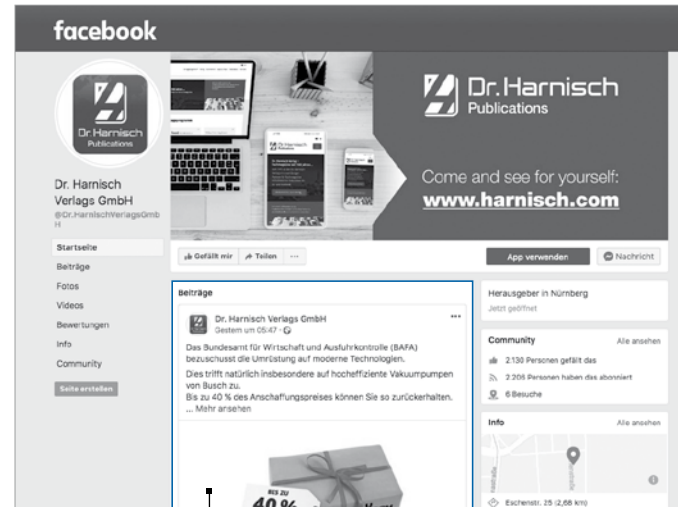 facebook
Dr. Harnisch
Publications
Dr. Harnisch
Publications
Come and see for yourself:
www.harnisch.com
Dr. Harnisch
Verlags GmbH
@Dr.HarnischVerlagsGmb
H
Startseite
Beiträge
Fotos
Videos
Bewertungen
Info
Community
Seite erstellen
Gefällt mir
Teilen
App verwenden
Nachricht
Beiträge
Dr. Harnisch Verlags GmbH
Gestern um 05:47
Das Bundesamt für Wirtschaft und Ausfuhrkontrolle (BAFA)
bezuschusst die Umrüstung auf moderne Technologien.
Dies trifft natürlich insbesondere auf hocheffiziente Vakuumpumpen
von Busch zu.
Bis zu 40 % des Anschaffungspreises können Sie so zurückerhalten.
... Mehr ansehen
BIS ZU
40 %
Herausgeber in Nürnberg
Jetzt geöffnet
Community
Alle ansehen
2.130 Personen gefällt das
2.206 Personen haben das abonniert
6 Besuche
Info
Alle ansehen
Eschenstr. 25 (2,66 km)